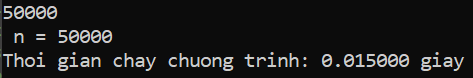 50000
n = 50000
Thoi gian chay chuong trinh: 0.015000 giay